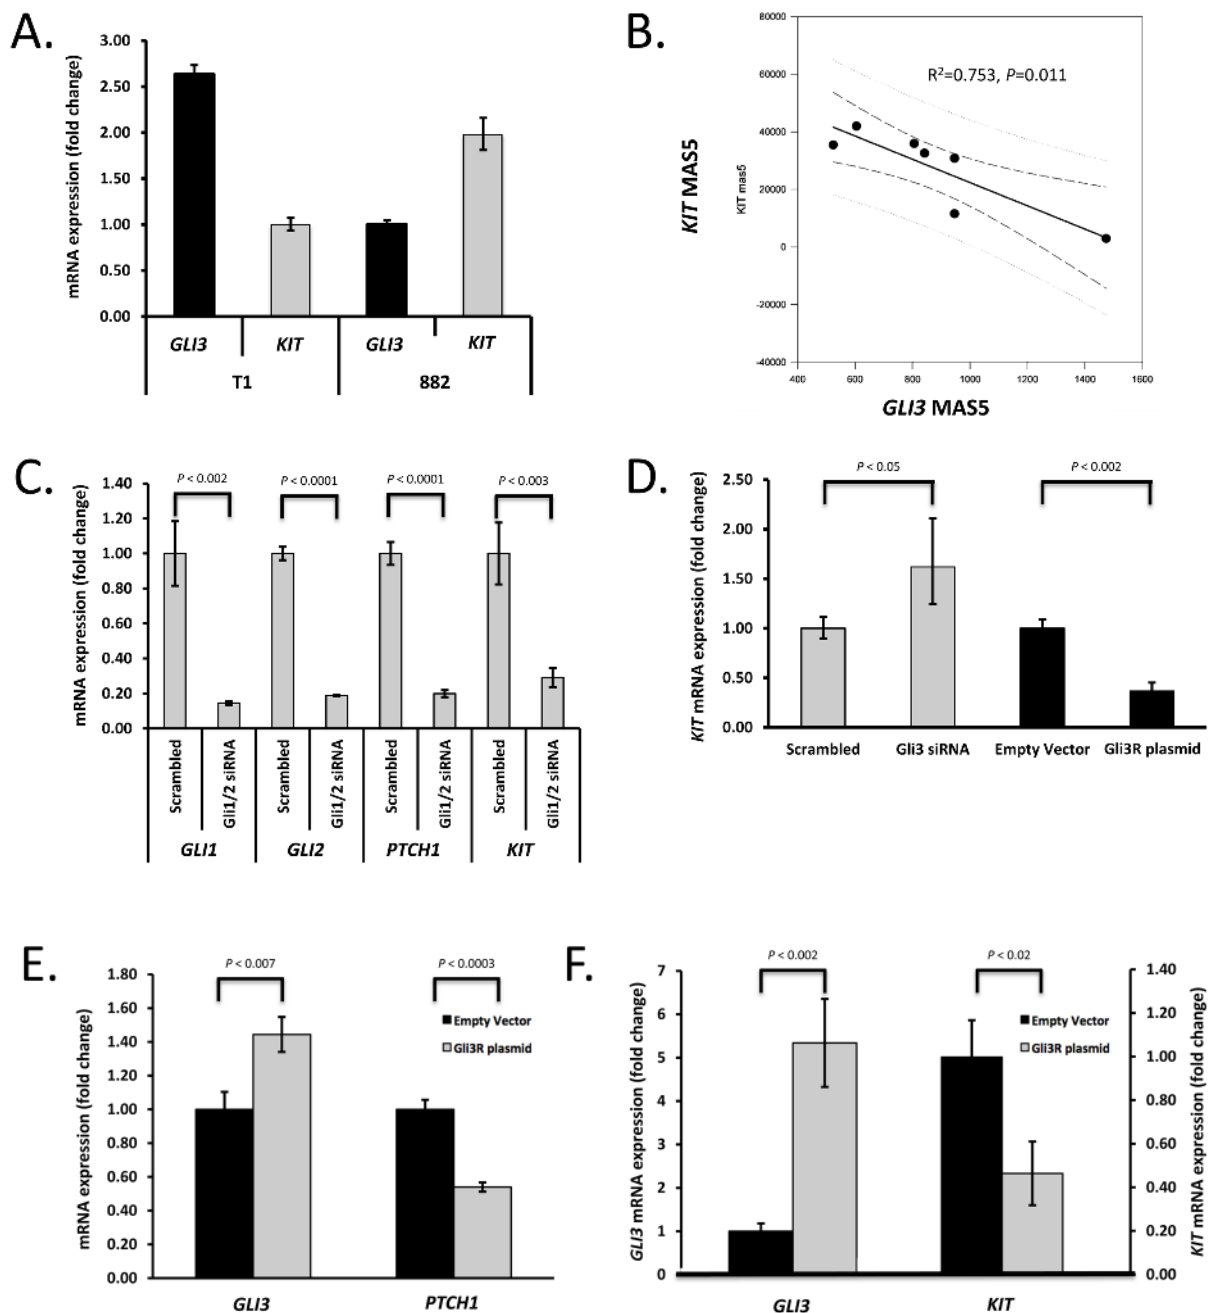 A.
mRNA expression (fold change)
3.00
2.50
2.00
1.50
1.00
0.50
0.00
GLI3
KIT
GLI3
KIT
T1
882
B.
KIT MAS5
KIT mas5
80000
60000
40000
20000
0
-20000
-40000
R²=0.753, P=0.011
400
600
800
1000
1200
1400
1600
GLI3 MAS5
C.
mRNA expression (fold change)
1.40
1.20
1.00
0.80
0.60
0.40
0.20
0.00
P < 0.002
P < 0.0001
P < 0.0001
P < 0.003
Scrambled
Gli1/2 siRNA
Scrambled
Gli1/2 siRNA
Scrambled
Gli1/2 siRNA
Scrambled
Gli1/2 siRNA
GLI1
GLI2
PTCH1
KIT
D.
KIT mRNA expression (fold change)
2.50
2.00
1.50
1.00
0.50
0.00
P < 0.05
P < 0.002
Scrambled
Gli3 siRNA
Empty Vector
Gli3R plasmid
E.
mRNA expression (fold change)
1.80
1.60
1.40
1.20
1.00
0.80
0.60
0.40
0.20
0.00
P < 0.007
P < 0.0003
Empty Vector
Gli3R plasmid
GLI3
PTCH1
F.
GLI3 mRNA expression (fold change)
7
6
5
4
3
2
1
0
P < 0.002
P < 0.02
Empty Vector
Gli3R plasmid
1.40
1.20
1.00
0.80
0.60
0.40
0.20
0.00
KIT mRNA expression (fold change)
GLI3
KIT